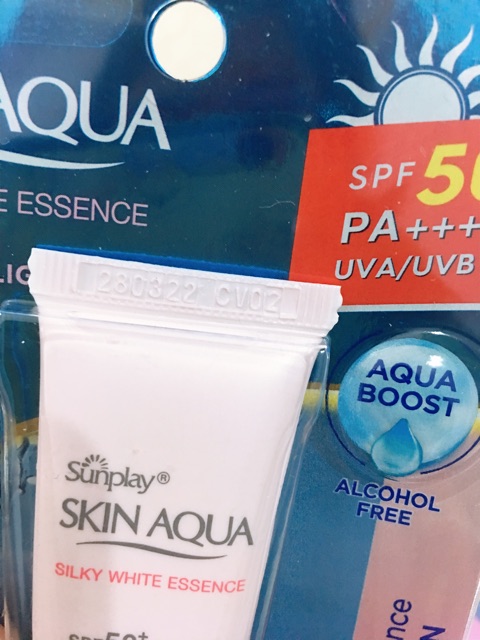 AQUA
ESSENCE
SPF 50
PA+++
UVA/UVB
280322 CV02
AQUA
BOOST
ALCOHOL
FREE
Sunplay®
SKIN AQUA
SILKY WHITE ESSENCE
SPF50+